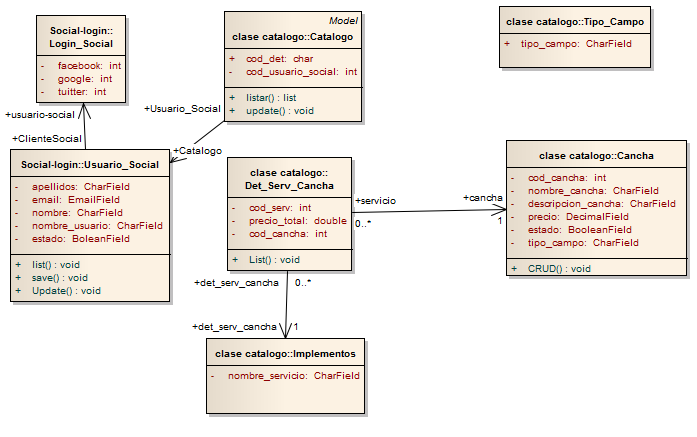 Social-login::
Login_Social
- facebook: int
- google: int
- tuitter: int
Model
clase catalogo::Catalogo
+ cod_det: char
- cod_usuario_social: int
+ listar() : list
+ update() : void
clase catalogo::Tipo_Campo
+ tipo_campo: CharField
+usuario-social
+ClienteSocial
+Usuario_Social
+Catalogo
Social-login::Usuario_Social
- apellidos: CharField
- email: EmailField
- nombre: CharField
- nombre_usuario: CharField
- estado: BoleanField
+ list() : void
+ save() : void
+ Update() : void
clase catalogo::
Det_Serv_Cancha
- cod_serv: int
- precio_total: double
- cod_cancha: int
+ List() : void
+servicio
0..*
+cancha
1
clase catalogo::Cancha
- cod_cancha: int
- nombre_cancha: CharField
- descripcion_cancha: CharField
- precio: DecimalField
- estado: BooleanField
- tipo_campo: CharField
+ CRUD() : void
+det_serv_cancha
0..*
+det_serv_cancha
1
clase catalogo::Implementos
- nombre_servicio: CharField